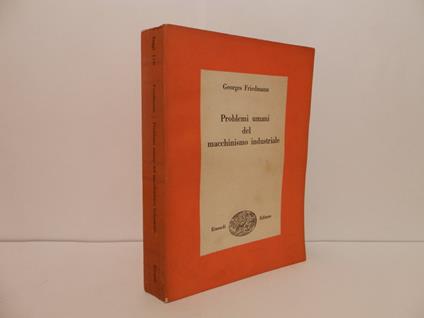 Georges Friedmann
Problemi umani
del
macchinismo industriale
Einaudi Editore